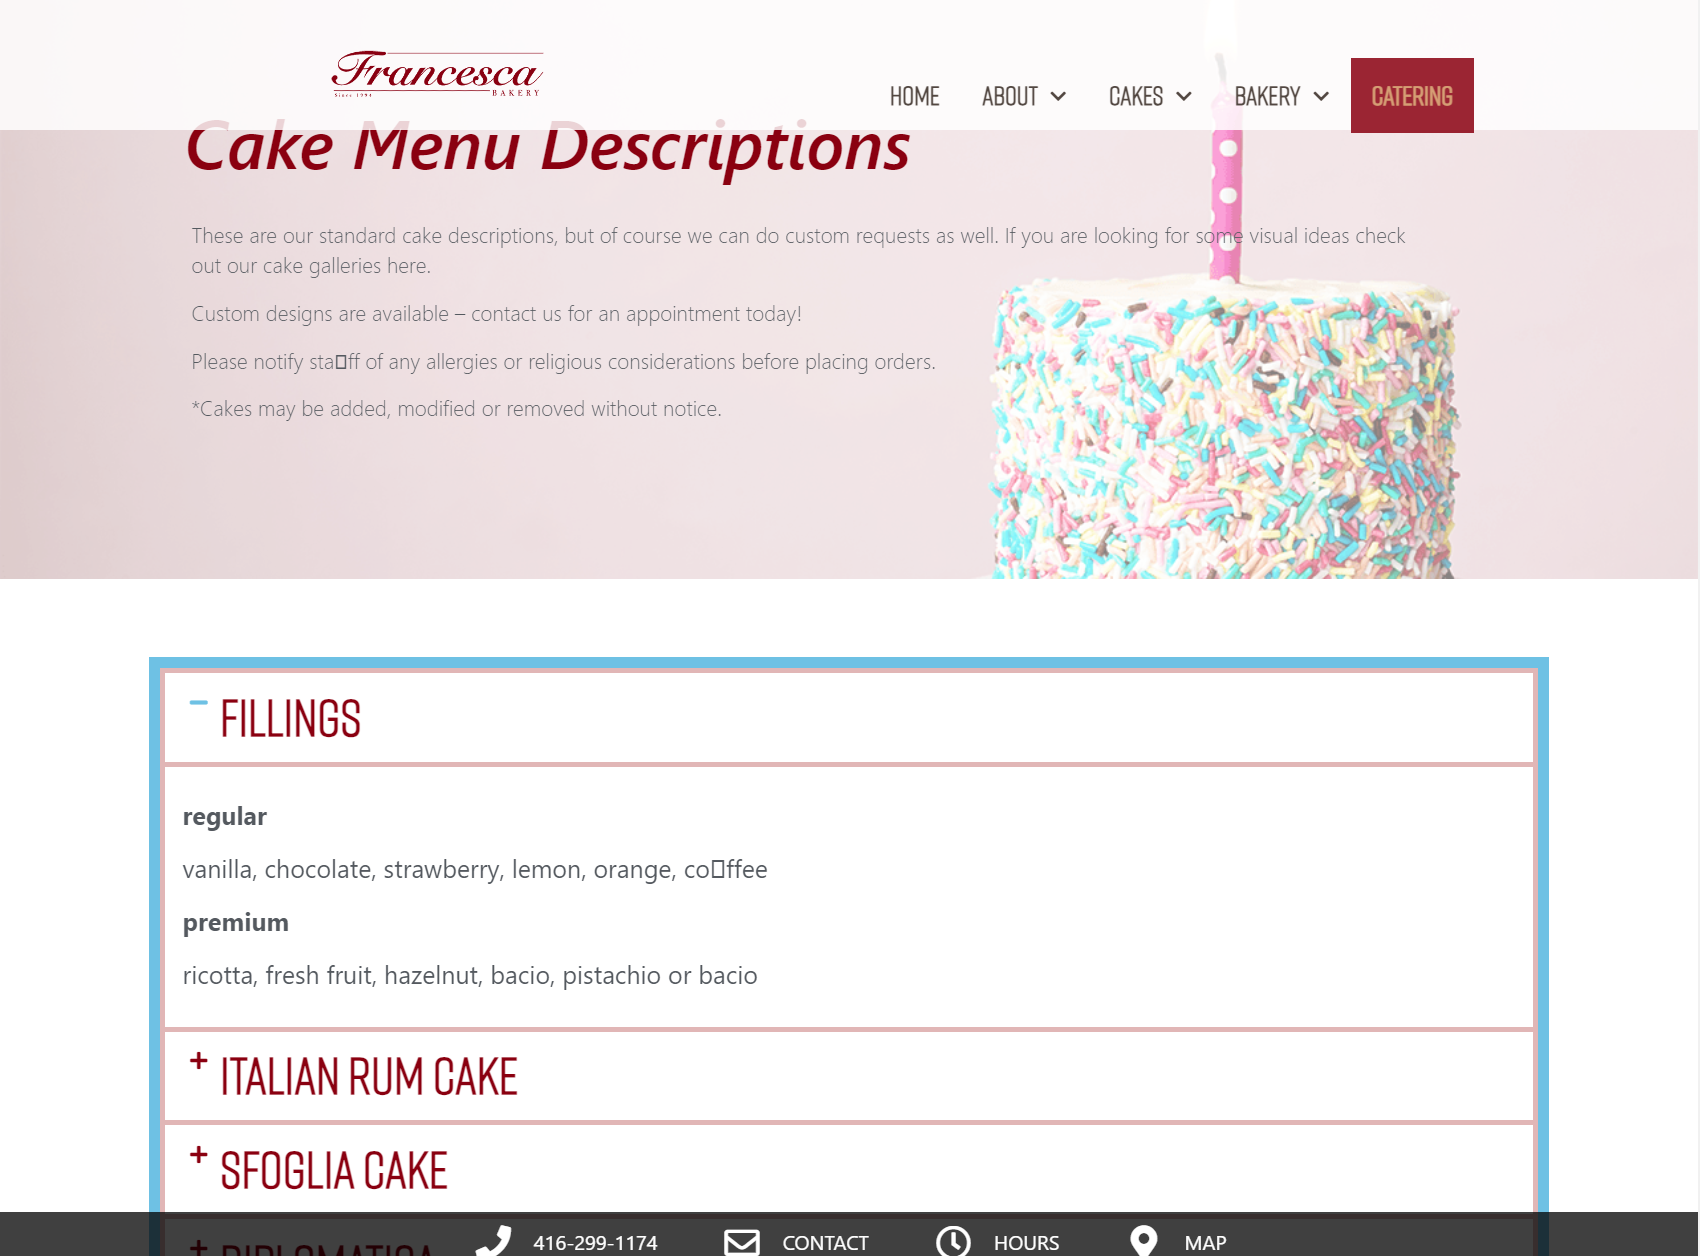 Francesca
Since 1994 BAKERY
HOME ABOUT CAKES BAKERY CATERING
Cake Menu Descriptions
These are our standard cake descriptions, but of course we can do custom requests as well. If you are looking for some visual ideas check
out our cake galleries here.
Custom designs are available – contact us for an appointment today!
Please notify sta▯ff of any allergies or religious considerations before placing orders.
*Cakes may be added, modified or removed without notice.
FILLINGS
regular
vanilla, chocolate, strawberry, lemon, orange, co▯ffee
premium
ricotta, fresh fruit, hazelnut, bacio, pistachio or bacio
ITALIAN RUM CAKE
SFOGLIA CAKE
DIPLOMATICA
416-299-1174 CONTACT HOURS MAP